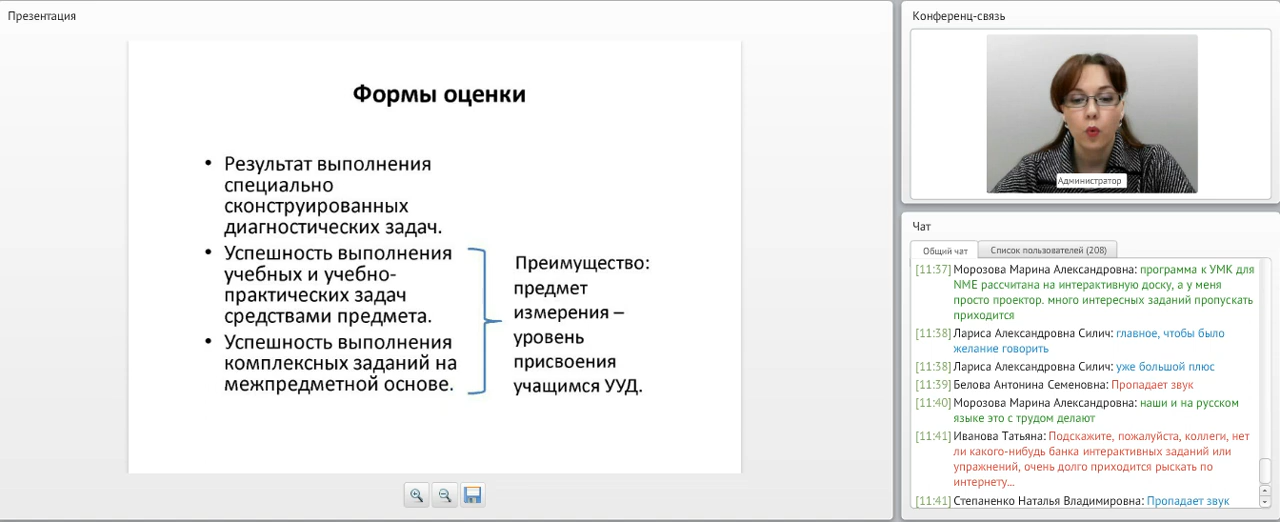 Презентация
Формы оценки
• Результат выполнения
специально
сконструированных
диагностических задач.
• Успешность выполнения
учебных и учебно-
практических задач
средствами предмета.
• Успешность выполнения
комплексных заданий на
межпредметной основе.
Преимущество:
предмет
измерения –
уровень
присвоения
учащимся УУД.
Конференц-связь
Администратор
Чат
Общий чат
Список пользователей (208)
[11:37] Морозова Марина Александровна: программа к УМК для
NME рассчитана на интерактивную доску, а у меня
просто проектор. много интересных заданий пропускать
приходится
[11:38] Лариса Александровна Силич: главное, чтобы было
желание говорить
[11:38] Лариса Александровна Силич: уже большой плюс
[11:39] Белова Антонина Семеновна: Пропадает звук
[11:40] Морозова Марина Александровна: наши и на русском
языке это с трудом делают
[11:41] Иванова Татьяна: Подскажите, пожалуйста, коллеги, нет
ли какого-нибудь банка интерактивных заданий или
упражнений, очень долго приходится рыскать по
интернету...
[11:41] Степаненко Наталья Владимировна: Пропадает звук